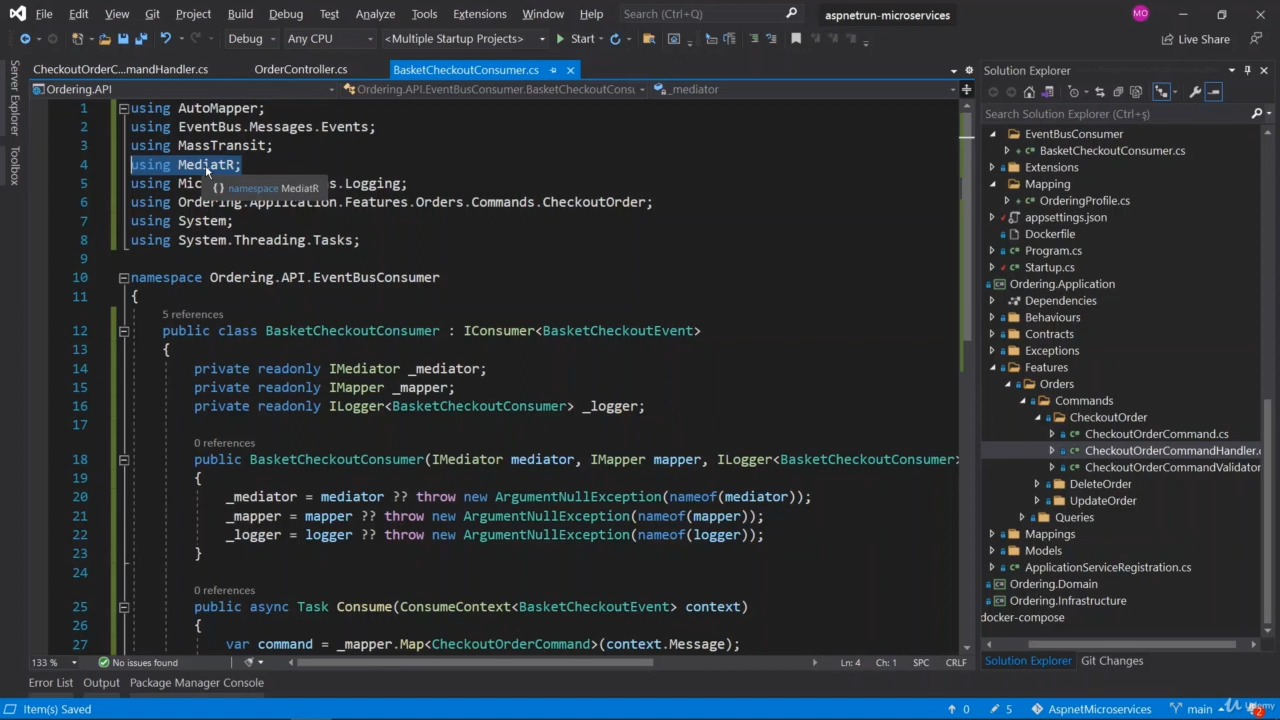 File Edit View Git Project Build Debug Test Analyze Tools Extensions Window Help Search (Ctrl+Q) aspnetrun-microservices MO
Debug Any CPU <Multiple Startup Projects> Start Live Share
Server Explorer
Toolbox
CheckoutOrderC...mandHandler.cs OrderController.cs BasketCheckoutConsumer.cs
Ordering.API Ordering.API.EventBusConsumer.BasketCheckoutConsu _mediator
1 using AutoMapper;
2 using EventBus.Messages.Events;
3 using MassTransit;
4 using MediatR;
5 using Mic s.Logging;
{ } namespace MediatR
6 using Ordering.Application.Features.Orders.Commands.CheckoutOrder;
7 using System;
8 using System.Threading.Tasks;
9
10 namespace Ordering.API.EventBusConsumer
11 {
5 references
12 public class BasketCheckoutConsumer : IConsumer<BasketCheckoutEvent>
13 {
14 private readonly IMediator _mediator;
15 private readonly IMapper _mapper;
16 private readonly ILogger<BasketCheckoutConsumer> _logger;
17
0 references
18 public BasketCheckoutConsumer(IMediator mediator, IMapper mapper, ILogger<BasketCheckoutConsumer>
19 {
20 _mediator = mediator ?? throw new ArgumentNullException(nameof(mediator));
21 _mapper = mapper ?? throw new ArgumentNullException(nameof(mapper));
22 _logger = logger ?? throw new ArgumentNullException(nameof(logger));
23 }
24
0 references
25 public async Task Consume(ConsumeContext<BasketCheckoutEvent> context)
26 {
27 var command = _mapper.Map<CheckoutOrderCommand>(context.Message);
133 % No issues found Ln: 4 Ch: 1 SPC CRLF
Error List Output Package Manager Console
Solution Explorer
Search Solution Explorer (Ctrl+ş)
EventBusConsumer
BasketCheckoutConsumer.cs
Extensions
Mapping
OrderingProfile.cs
appsettings.json
Dockerfile
Program.cs
Startup.cs
Ordering.Application
Dependencies
Behaviours
Contracts
Exceptions
Features
Orders
Commands
CheckoutOrder
CheckoutOrderCommand.cs
CheckoutOrderCommandHandler.c
CheckoutOrderCommandValidator
DeleteOrder
UpdateOrder
Queries
Mappings
Models
ApplicationServiceRegistration.cs
Ordering.Domain
Ordering.Infrastructure
docker-compose
Solution Explorer Git Changes
Item(s) Saved 0 5 AspnetMicroservices main 2
Udemy